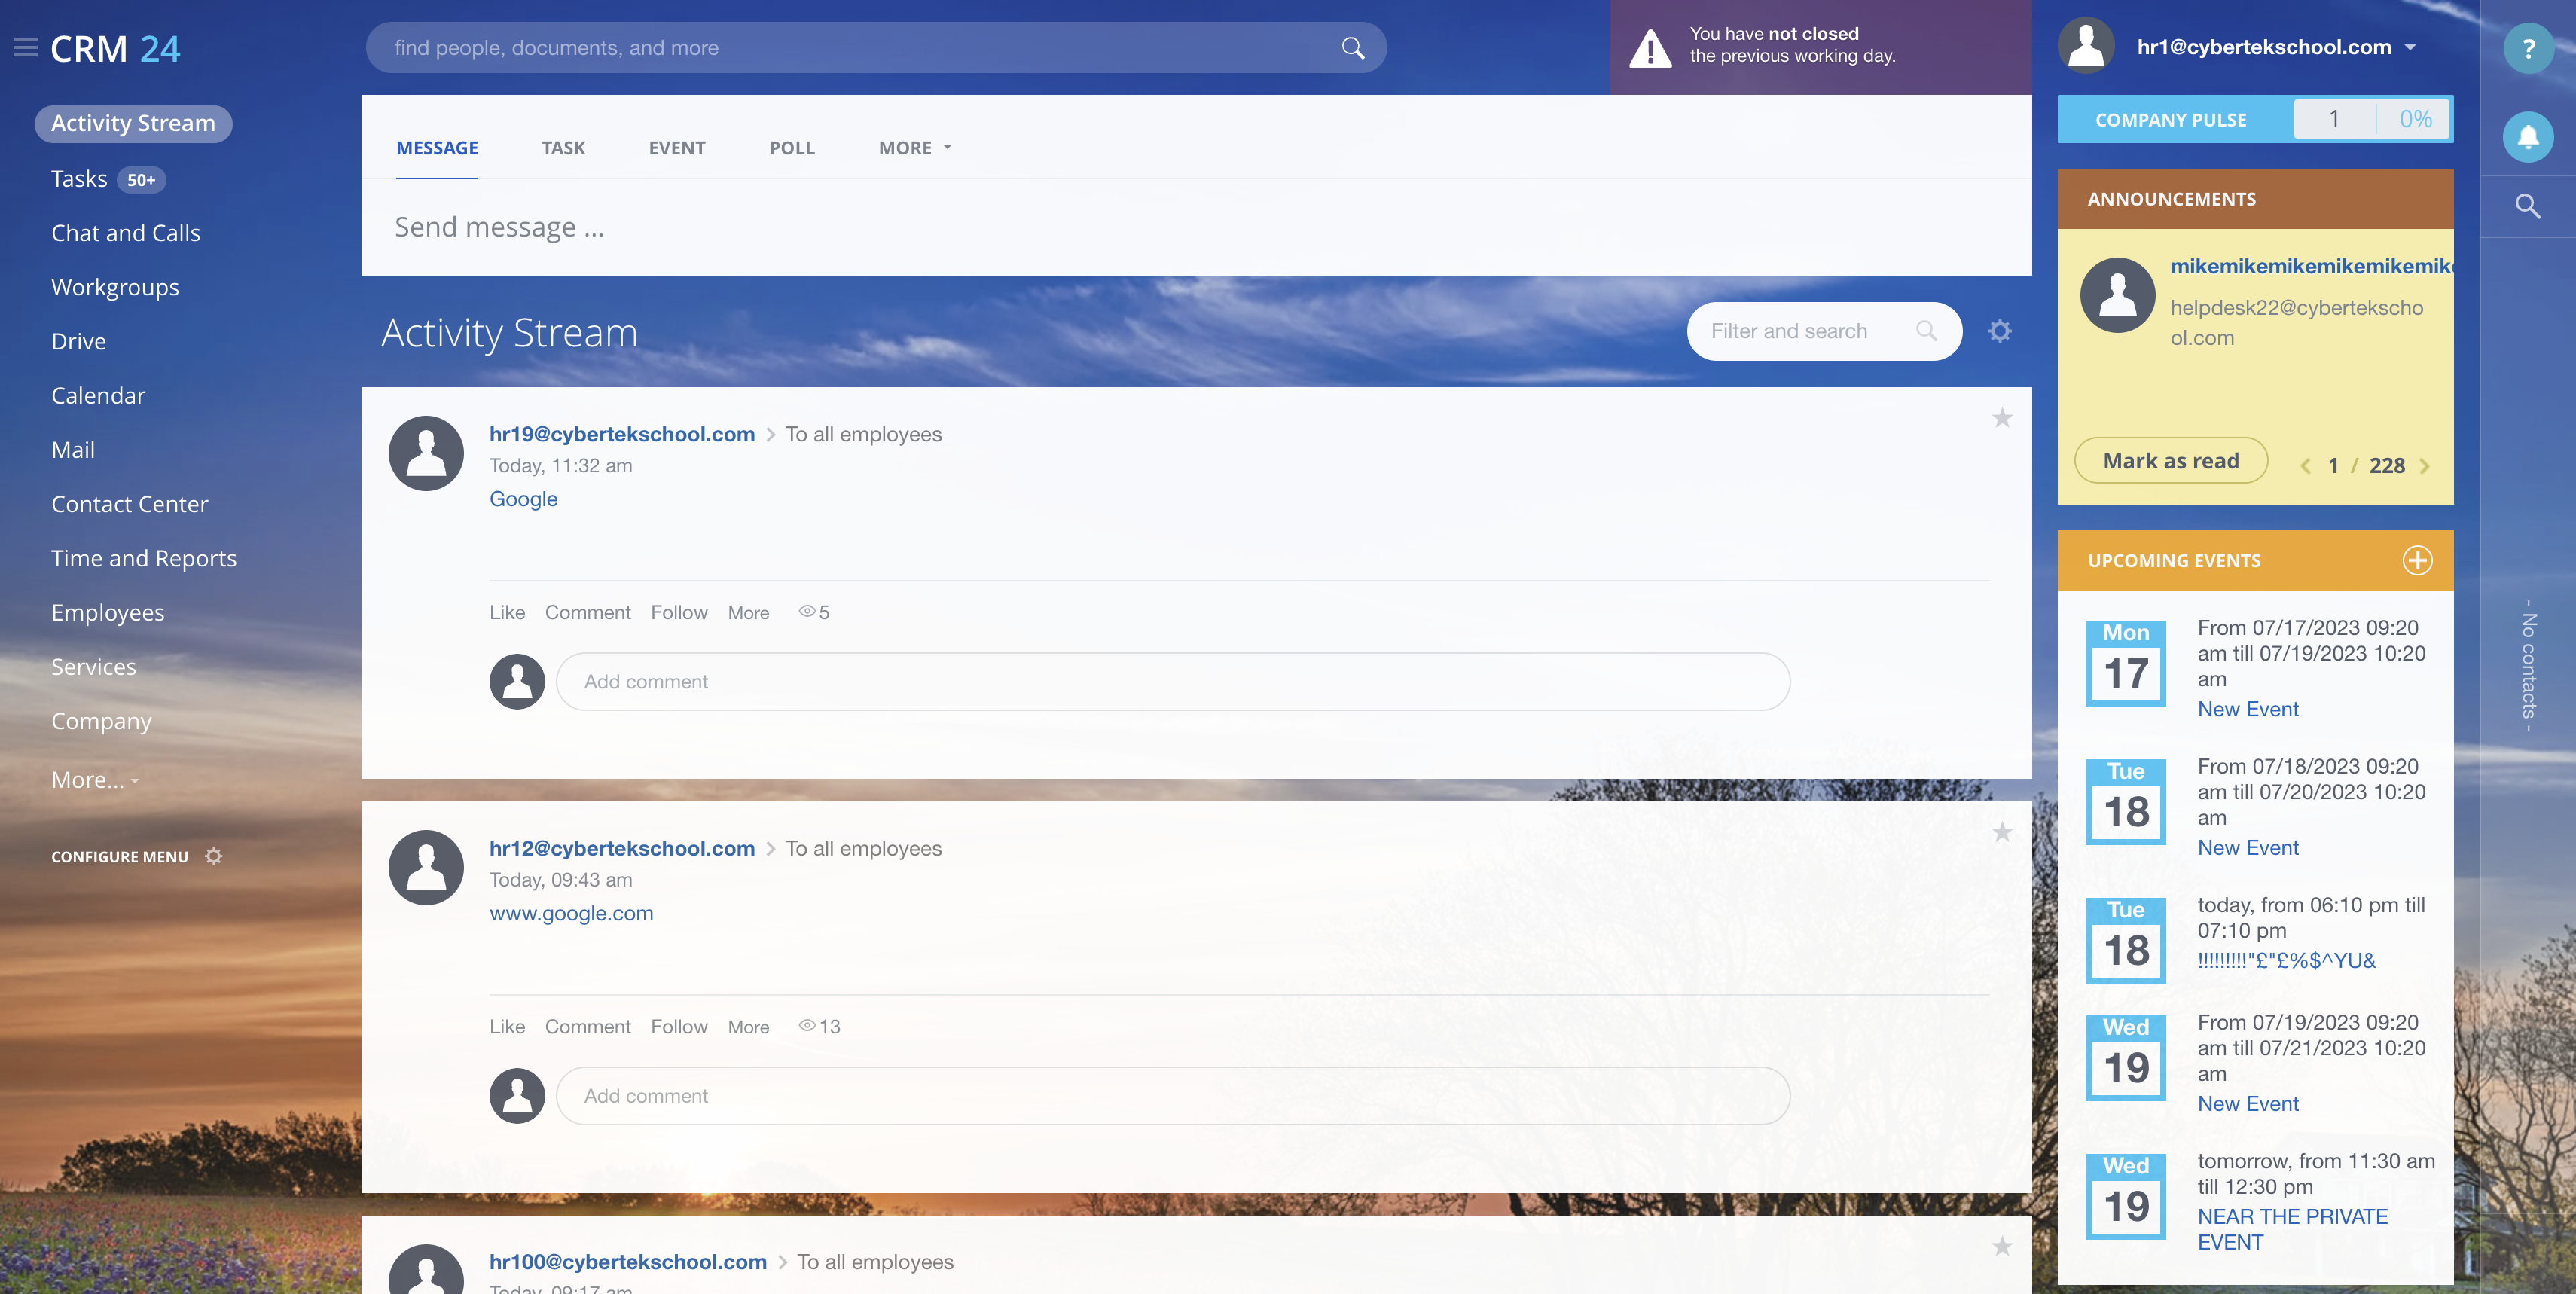 CRM 24
find people, documents, and more
You have not closed
the previous working day.
hr1@cybertekschool.com
?
Activity Stream
Tasks 50+
Chat and Calls
Workgroups
Drive
Calendar
Mail
Contact Center
Time and Reports
Employees
Services
Company
More...
CONFIGURE MENU
MESSAGE TASK EVENT POLL MORE
Send message ...
Activity Stream
Filter and search
hr19@cybertekschool.com > To all employees
Today, 11:32 am
Google
Like Comment Follow More 5
Add comment
hr12@cybertekschool.com > To all employees
Today, 09:43 am
www.google.com
Like Comment Follow More 13
Add comment
hr100@cybertekschool.com > To all employees
Today, 09:17 am
COMPANY PULSE 1 0%
ANNOUNCEMENTS
mikemikemikemikemikemik
helpdesk22@cyberteksho
ol.com
Mark as read < 1 / 228 >
UPCOMING EVENTS
Mon
17
From 07/17/2023 09:20
am till 07/19/2023 10:20
am
New Event
Tue
18
From 07/18/2023 09:20
am till 07/20/2023 10:20
am
New Event
Tue
18
today, from 06:10 pm till
07:10 pm
!!!!!!!!!"£"£%$^YU&
Wed
19
From 07/19/2023 09:20
am till 07/21/2023 10:20
am
New Event
Wed
19
tomorrow, from 11:30 am
till 12:30 pm
NEAR THE PRIVATE
EVENT
- No contacts -